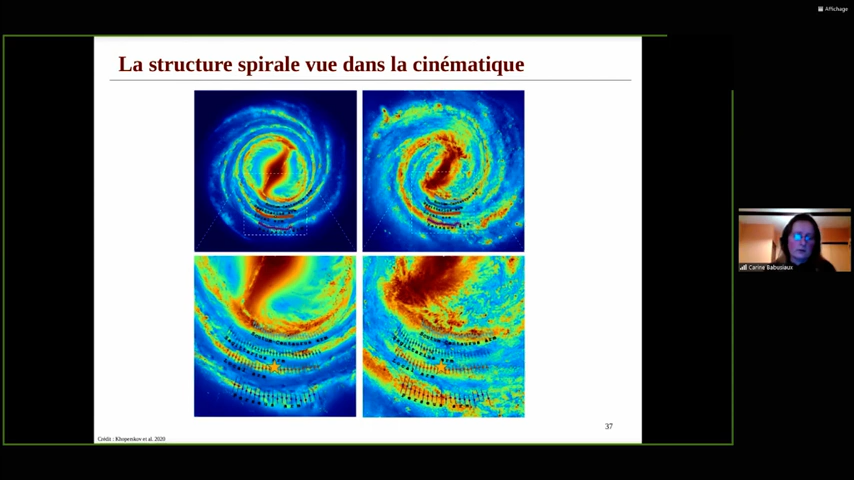 Affichage
La structure spirale vue dans la cinématique
Carine Babusiaux
37
Crédit : Khoperskov et al. 2020